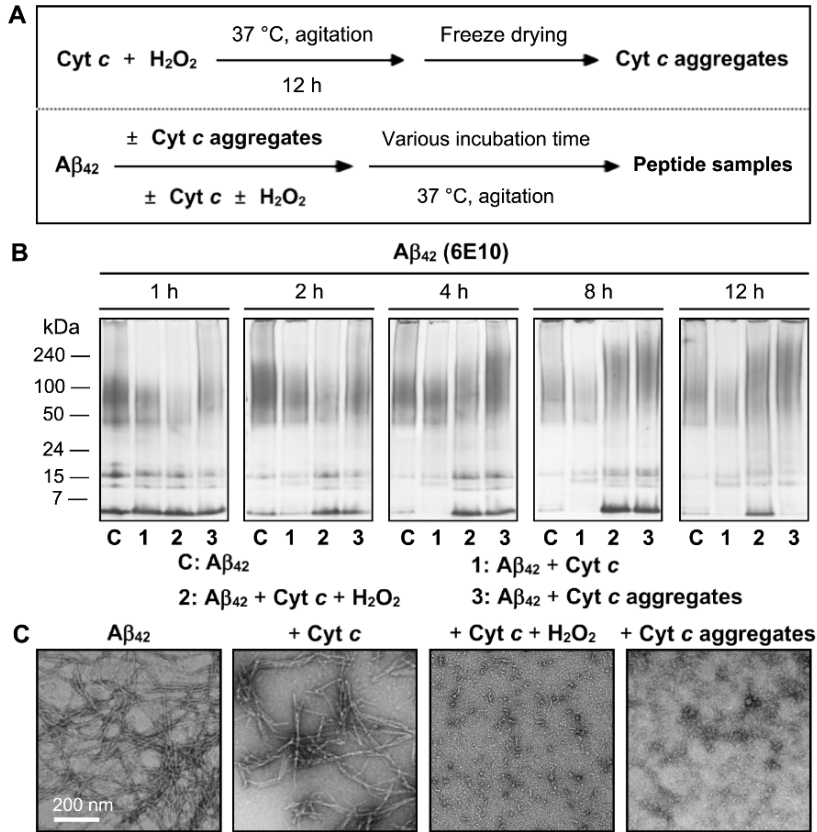 A
Cyt c + H₂O₂ 37 °C, agitation Freeze drying Cyt c aggregates
12 h
Aβ₄₂ ± Cyt c aggregates Various incubation time Peptide samples
± Cyt c ± H₂O₂ 37 °C, agitation
B
Aβ₄₂ (6E10)
1 h 2 h 4 h 8 h 12 h
kDa
240
100
50
24
15
7
C 1 2 3 C 1 2 3 C 1 2 3 C 1 2 3 C 1 2 3
C: Aβ₄₂ 1: Aβ₄₂ + Cyt c
2: Aβ₄₂ + Cyt c + H₂O₂ 3: Aβ₄₂ + Cyt c aggregates
C
Aβ₄₂ + Cyt c + Cyt c + H₂O₂ + Cyt c aggregates
200 nm